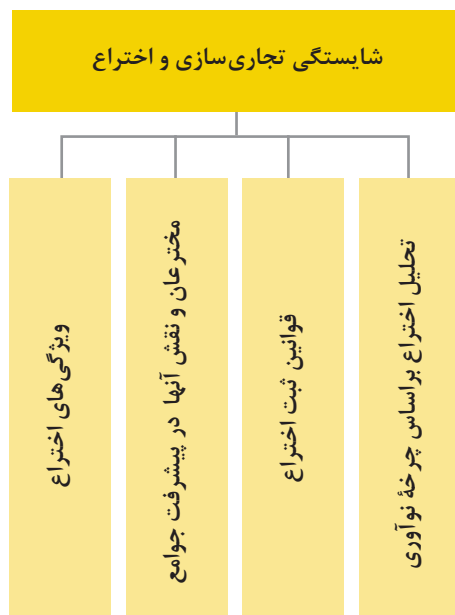 شایستگی تجاری‌سازی و اختراع
تحلیل اختراع براساس چرخهٔ نوآوری
قوانین ثبت اختراع
مخترعان و نقش آنها در پیشرفت جوامع
ویژگی‌های اختراع